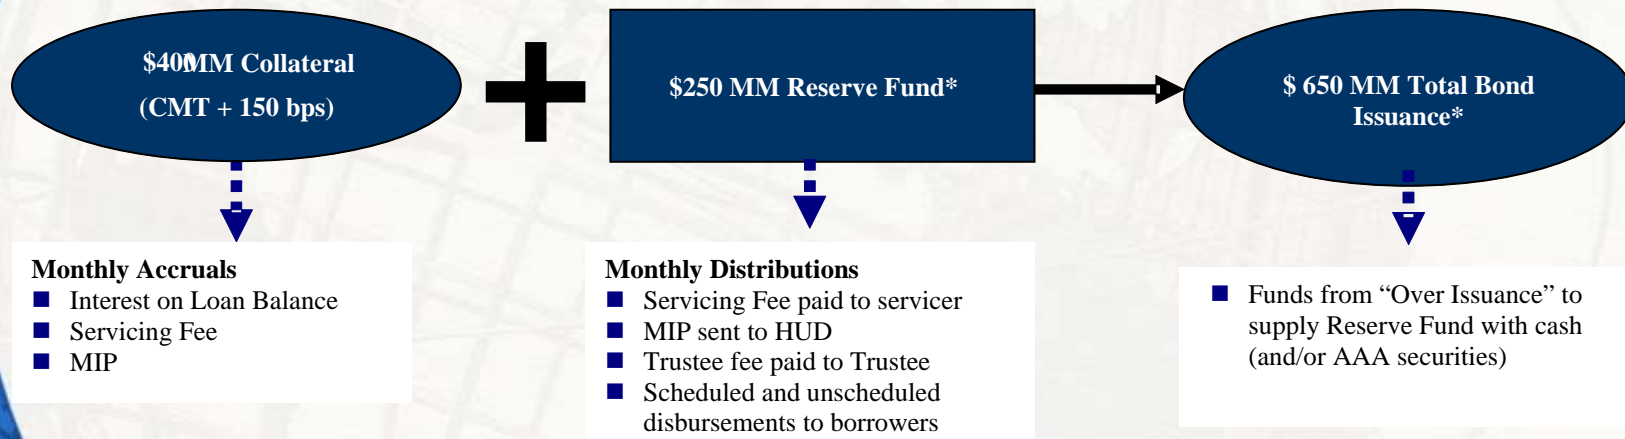 $400MM Collateral
(CMT + 150 bps)
$250 MM Reserve Fund*
$ 650 MM Total Bond
Issuance*
Monthly Accruals
Interest on Loan Balance
Servicing Fee
MIP
Monthly Distributions
Servicing Fee paid to servicer
MIP sent to HUD
Trustee fee paid to Trustee
Scheduled and unscheduled
disbursements to borrowers
Funds from “Over Issuance” to
supply Reserve Fund with cash
(and/or AAA securities)